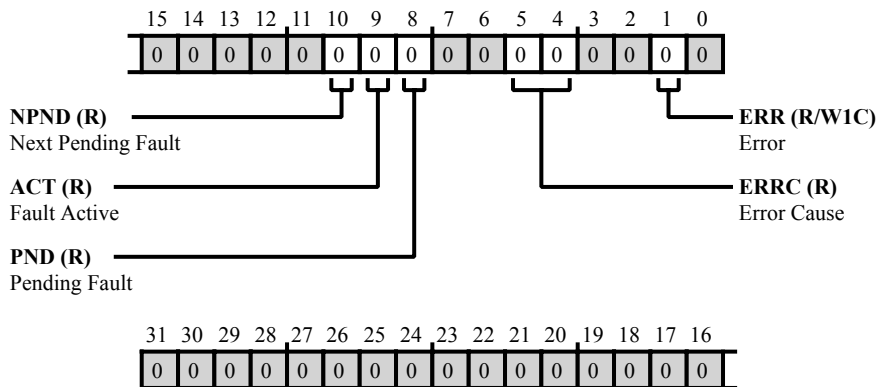 15 14 13 12 11 10 9 8 7 6 5 4 3 2 1 0
0 0 0 0 0 0 0 0 0 0 0 0 0 0 0 0
NPND (R)
Next Pending Fault
ERR (R/W1C)
Error
ACT (R)
Fault Active
ERRC (R)
Error Cause
PND (R)
Pending Fault
31 30 29 28 27 26 25 24 23 22 21 20 19 18 17 16
0 0 0 0 0 0 0 0 0 0 0 0 0 0 0 0